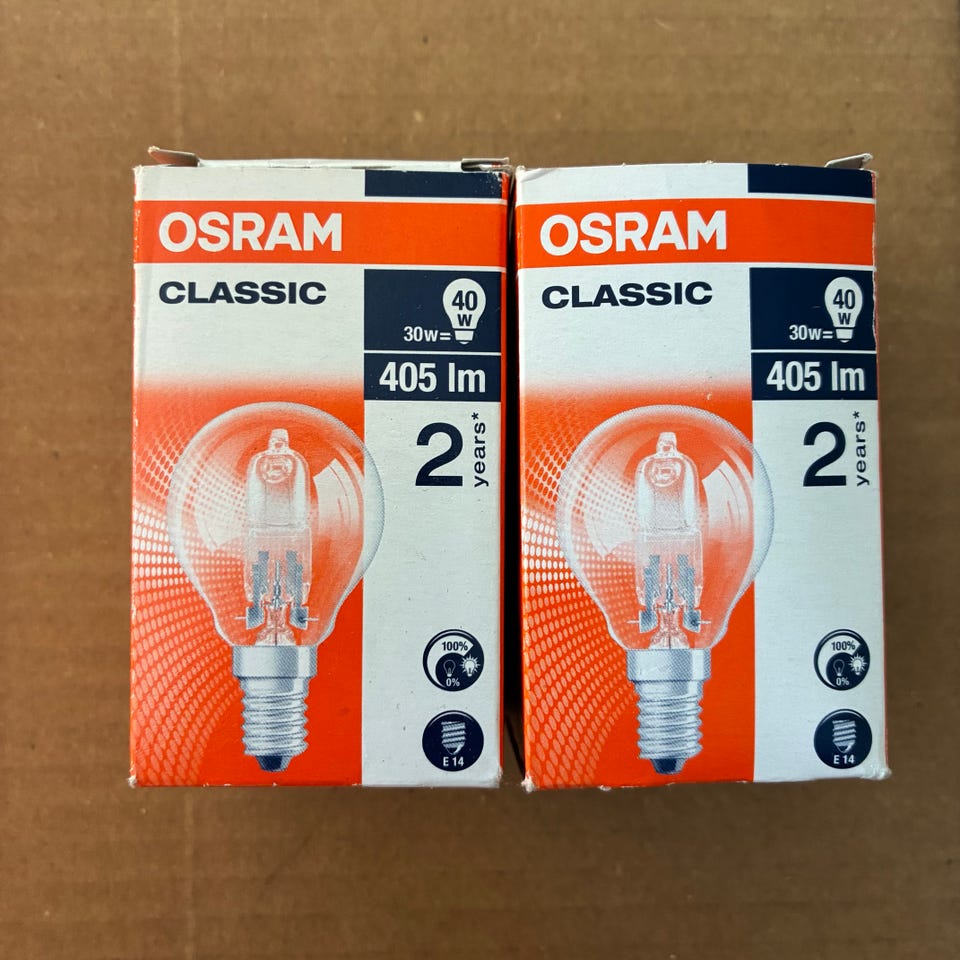 OSRAM
CLASSIC
40
W
30W=
405 lm
2 years*
100%
0%
E 14
OSRAM
CLASSIC
40
W
30W=
405 lm
2 years*
100%
0%
E 14